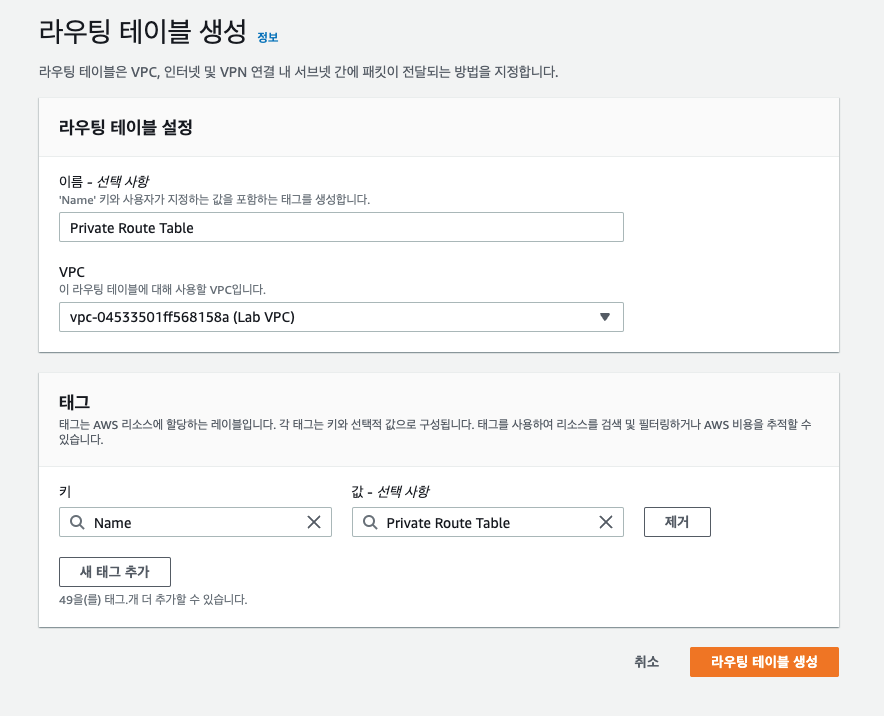 라우팅 테이블 생성 정보
라우팅 테이블은 VPC, 인터넷 및 VPN 연결 내 서브넷 간에 패킷이 전달되는 방법을 지정합니다.
라우팅 테이블 설정
이름 - 선택 사항
'Name' 키와 사용자가 지정하는 값을 포함하는 태그를 생성합니다.
Private Route Table
VPC
이 라우팅 테이블에 대해 사용할 VPC입니다.
vpc-04533501ff568158a (Lab VPC)
태그
태그는 AWS 리소스에 할당하는 레이블입니다. 각 태그는 키와 선택적 값으로 구성됩니다. 태그를 사용하여 리소스를 검색 및 필터링하거나 AWS 비용을 추적할 수
있습니다.
키 값 - 선택 사항
Name Private Route Table 제거
새 태그 추가
49을(를) 태그.개 더 추가할 수 있습니다.
취소 라우팅 테이블 생성